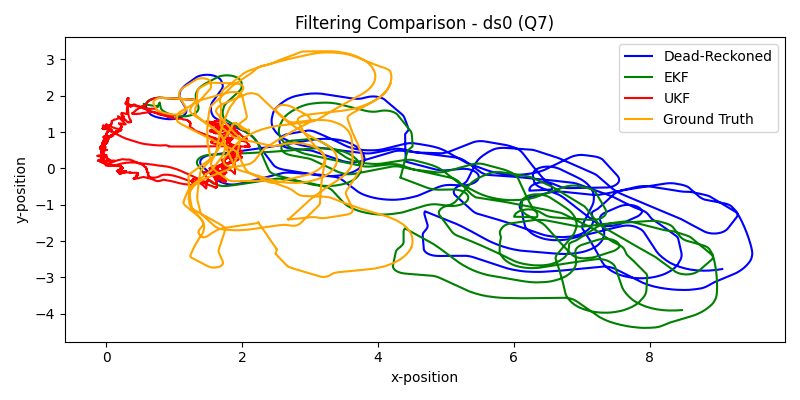 Filtering Comparison - ds0 (Q7)
Dead-Reckoned
EKF
UKF
Ground Truth
3
2
1
0
−1
−2
−3
−4
y-position
0
2
4
6
8
x-position